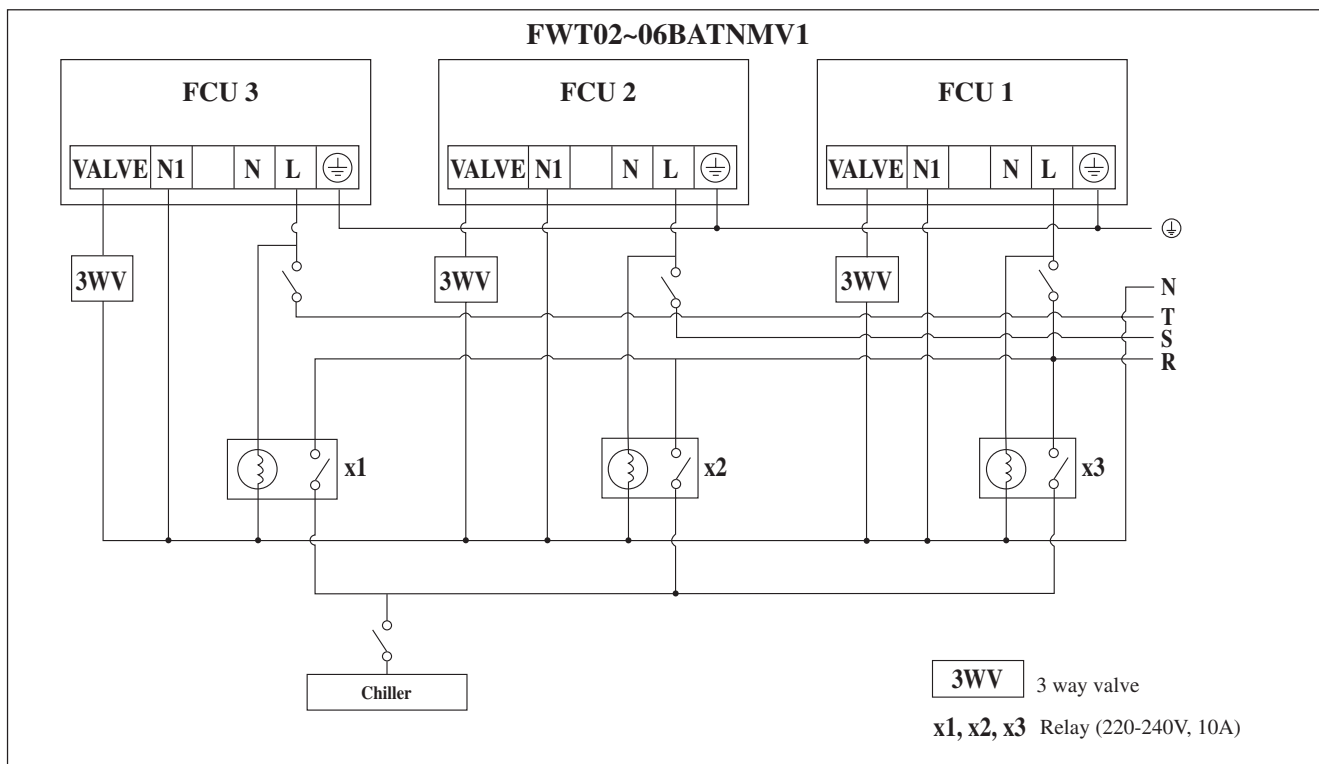 FWT02~06BATNMV1
FCU 3
FCU 2
FCU 1
VALVE N1 N L
VALVE N1 N L
VALVE N1 N L
3WV
3WV
3WV
N
T
S
R
x1
x2
x3
Chiller
3WV 3 way valve
x1, x2, x3 Relay (220-240V, 10A)